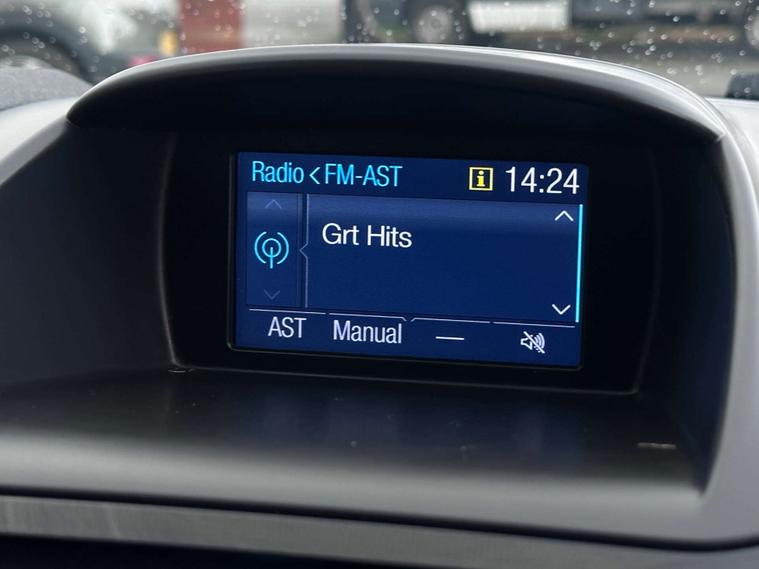 Radio < FM-AST i 14:24
Grt Hits
AST Manual —